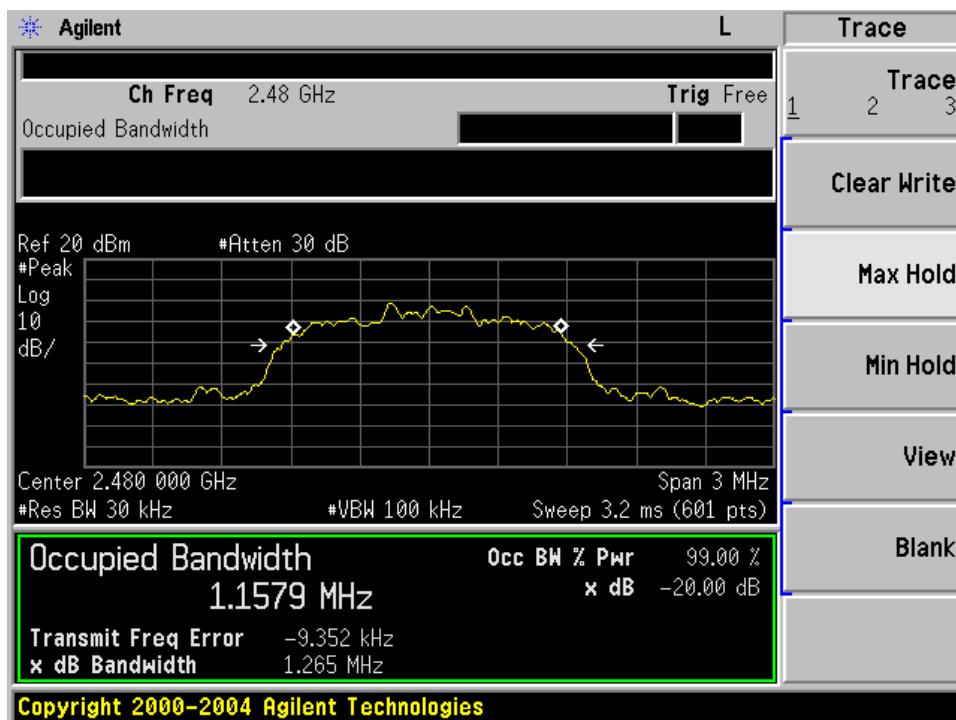 Agilent L Trace
Ch Freq 2.48 GHz Trig Free
Occupied Bandwidth
Trace
1 2 3
Clear Write
Max Hold
Min Hold
View
Blank
Ref 20 dBm #Atten 30 dB
#Peak
Log
10
dB/
Center 2.480 000 GHz Span 3 MHz
#Res BW 30 kHz #VBW 100 kHz Sweep 3.2 ms (601 pts)
Occupied Bandwidth Occ BW % Pwr 99.00 %
1.1579 MHz x dB -20.00 dB
Transmit Freq Error -9.352 kHz
x dB Bandwidth 1.265 MHz
Copyright 2000-2004 Agilent Technologies